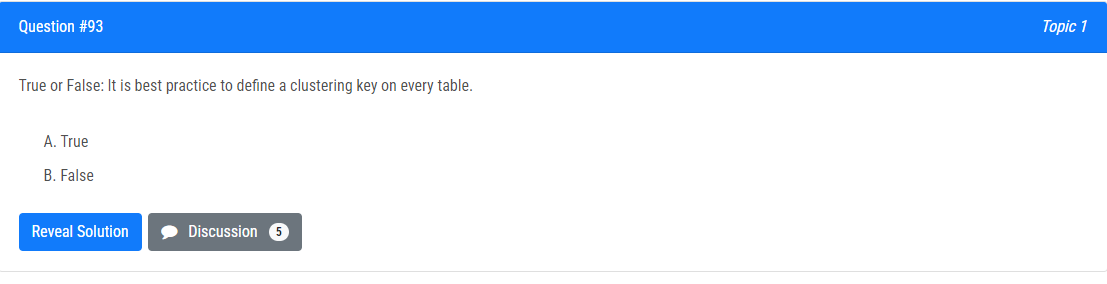 Question #93 Topic 1
True or False: It is best practice to define a clustering key on every table.
A. True
B. False
Reveal Solution Discussion 5